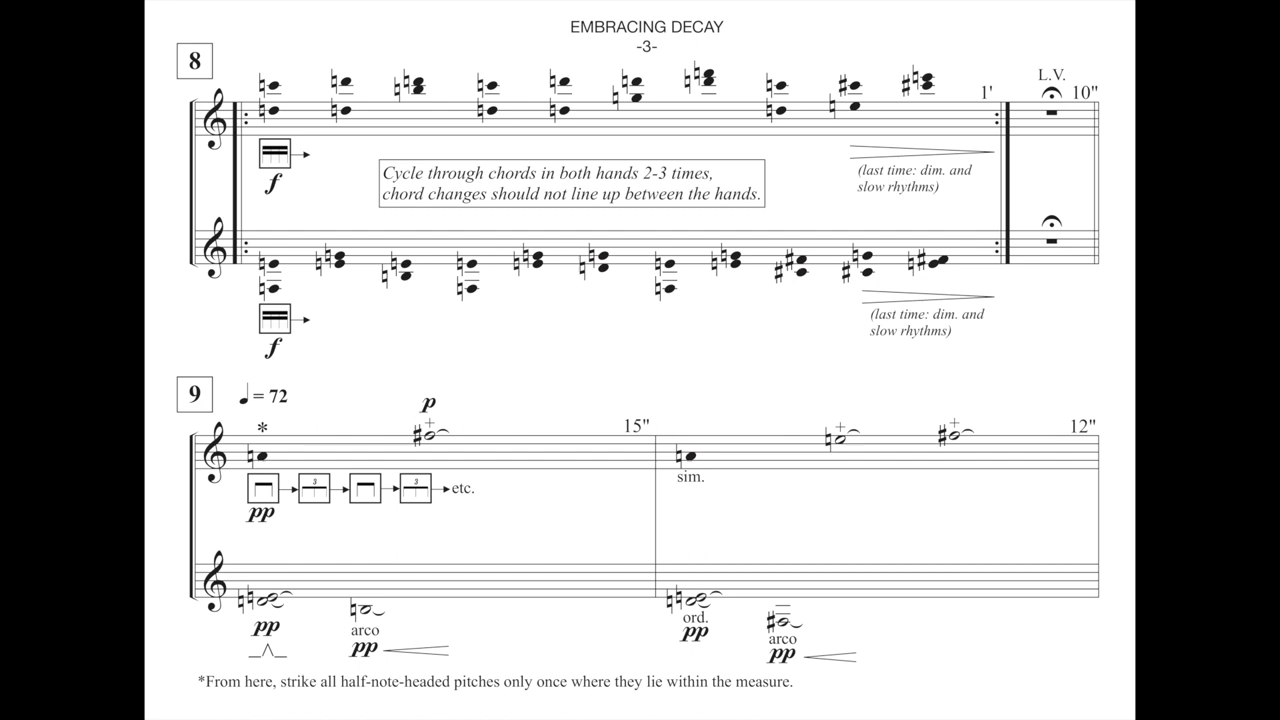 EMBRACING DECAY
-3-
8
L.V.
1' 10"
Cycle through chords in both hands 2-3 times,
chord changes should not line up between the hands.
(last time: dim. and
slow rhythms)
f
(last time: dim. and
slow rhythms)
f
9 = 72
p
* + 15" + + 12"
3 3 etc.
sim.
pp
pp arco
pp
ord.
pp arco
pp
*From here, strike all half-note-headed pitches only once where they lie within the measure.